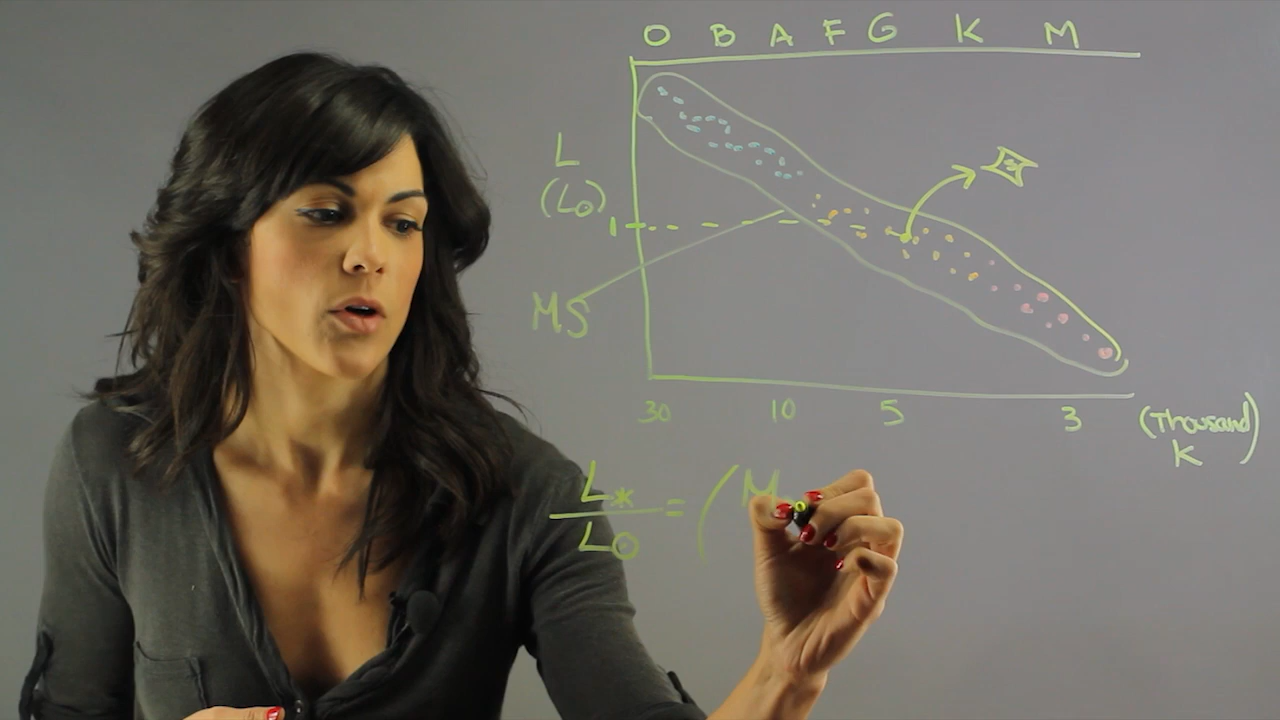 O B A F G K M
L
(L⊙)
1
MS
30 10 5 3 (Thousand)
K
L* = (M
L⊙